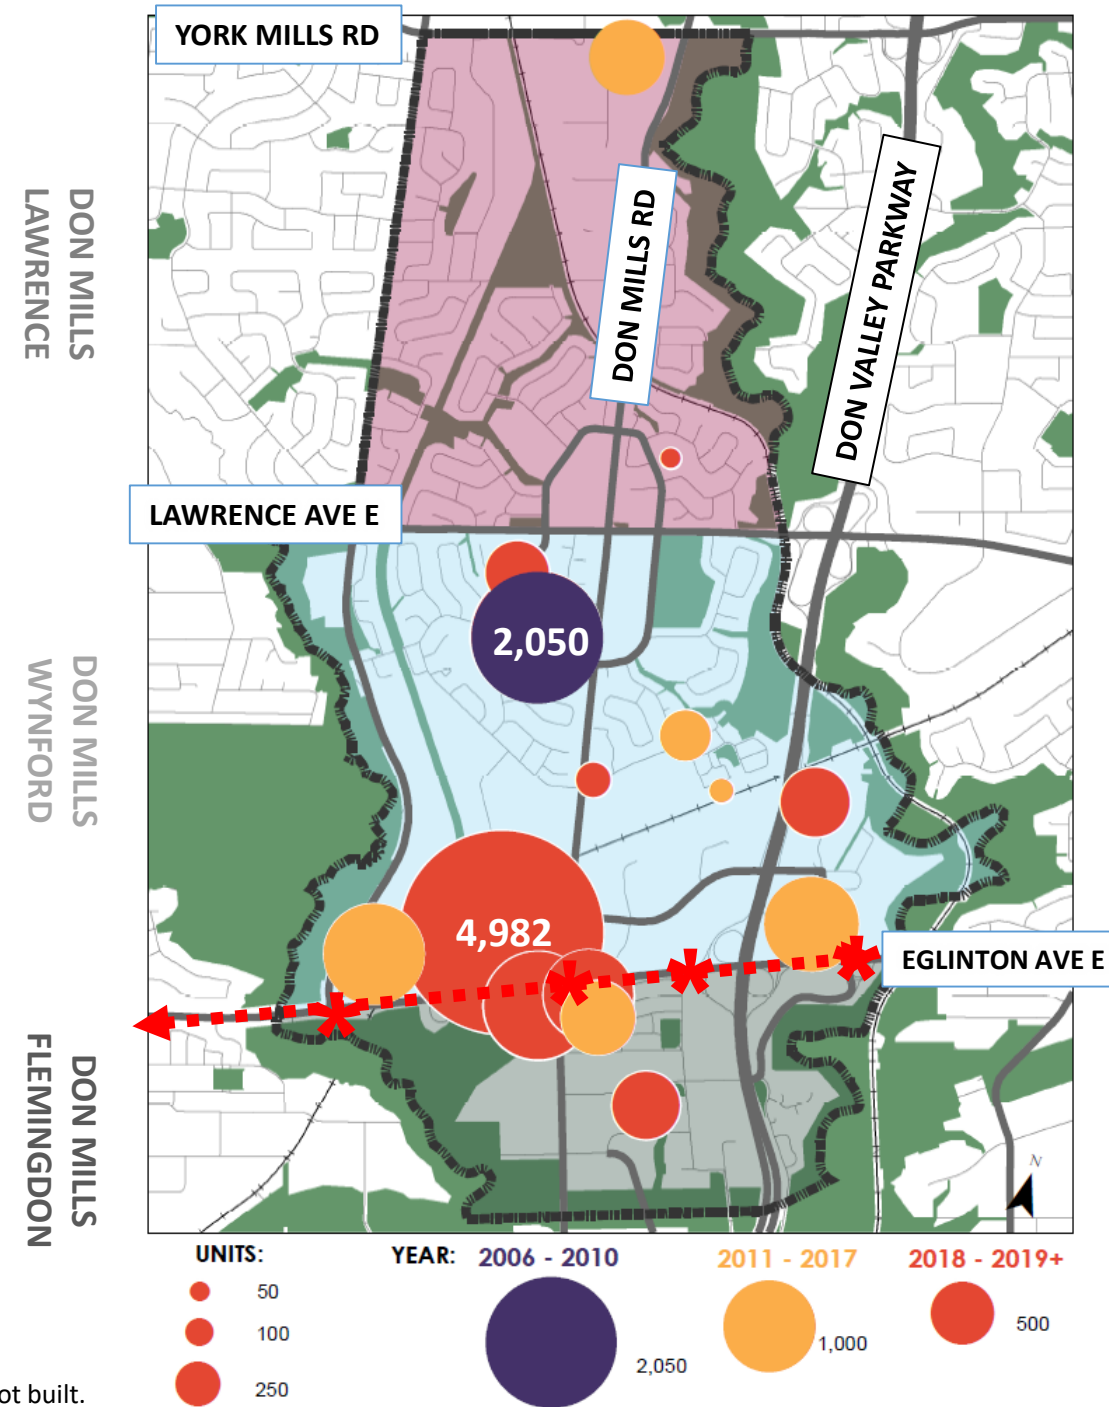 YORK MILLS RD
DON MILLS
LAWRENCE
DON MILLS RD
DON VALLEY PARKWAY
LAWRENCE AVE E
2,050
DON MILLS
WYNFORD
4,982
EGLINTON AVE E
DON MILLS
FLEMINGDON
N
UNITS:
50
100
250
YEAR:
2006 - 2010
2,050
2011 - 2017
1,000
2018 - 2019+
500
ot built.